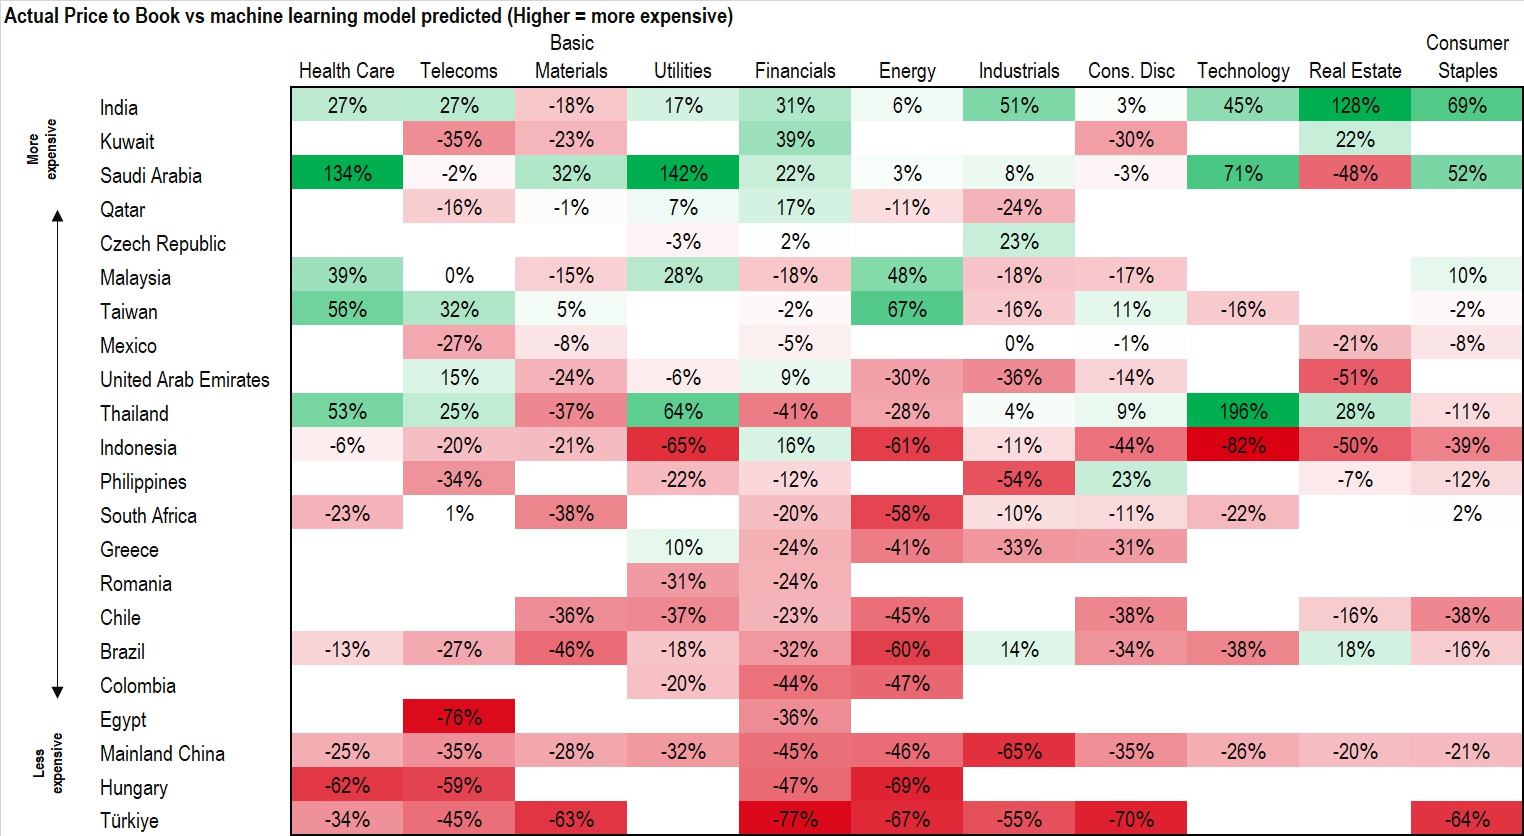 Actual Price to Book vs machine learning model predicted (Higher = more expensive)
Health Care Telecoms Basic Materials Utilities Financials Energy Industrials Cons. Disc Technology Real Estate Consumer Staples
More expensive
India 27% 27% -18% 17% 31% 6% 51% 3% 45% 128% 69%
Kuwait -35% -23% 39% -30% 22%
Saudi Arabia 134% -2% 32% 142% 22% 3% 8% -3% 71% -48% 52%
Qatar -16% -1% 7% 17% -11% -24%
Czech Republic -3% 2% 23%
Malaysia 39% 0% -15% 28% -18% 48% -18% -17% 10%
Taiwan 56% 32% 5% -2% 67% -16% 11% -16% -2%
Mexico -27% -8% -5% 0% -1% -21% -8%
United Arab Emirates 15% -24% -6% 9% -30% -36% -14% -51%
Thailand 53% 25% -37% 64% -41% -28% 4% 9% 196% 28% -11%
Indonesia -6% -20% -21% -65% 16% -61% -11% -44% -82% -50% -39%
Philippines -34% -22% -12% -54% 23% -7% -12%
South Africa -23% 1% -38% -20% -58% -10% -11% -22% 2%
Greece 10% -24% -41% -33% -31%
Romania -31% -24%
Chile -36% -37% -23% -45% -38% -16% -38%
Brazil -13% -27% -46% -18% -32% -60% 14% -34% -38% 18% -16%
Colombia -20% -44% -47%
Egypt -76% -36%
Mainland China -25% -35% -28% -32% -45% -46% -65% -35% -26% -20% -21%
Hungary -62% -59% -47% -69%
Türkiye -34% -45% -63% -77% -67% -55% -70% -64%
Less expensive